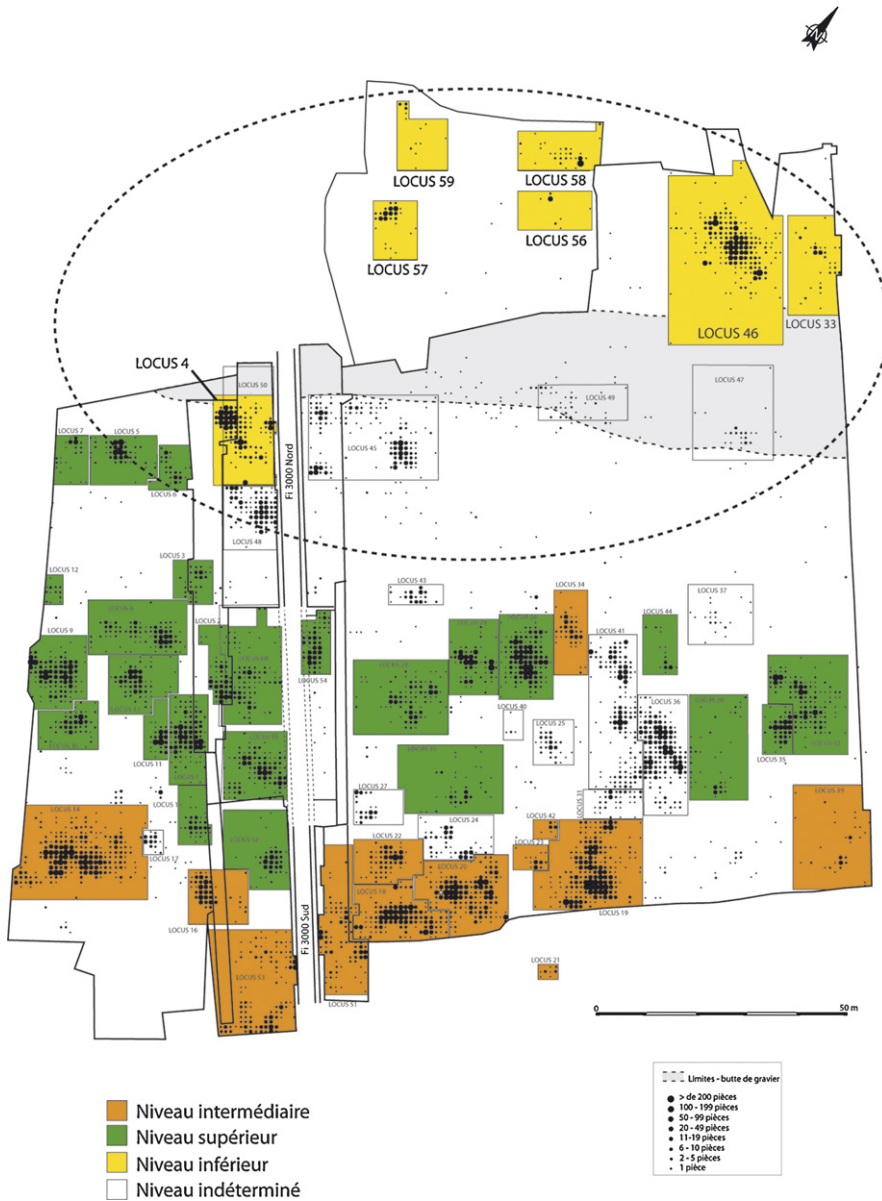 N
LOCUS 59
LOCUS 58
LOCUS 57
LOCUS 56
LOCUS 46
LOCUS 33
LOCUS 4
LOCUS 50
LOCUS 47
LOCUS 49
LOCUS 7
LOCUS 5
LOCUS 6
LOCUS 45
Fi 3000 Nord
LOCUS 48
LOCUS 3
LOCUS 12
LOCUS 43
LOCUS 34
LOCUS 37
LOCUS 44
LOCUS 9
LOCUS 2
LOCUS 41
LOCUS 54
LOCUS 36
LOCUS 40
LOCUS 25
LOCUS 11
LOCUS 35
LOCUS 27
LOCUS 31
LOCUS 24
LOCUS 42
LOCUS 17
LOCUS 22
LOCUS 20
LOCUS 18
LOCUS 19
LOCUS 16
Fi 3000 Sud
LOCUS 53
LOCUS 51
LOCUS 21
0
50 m
Limites - butte de gravier
> de 200 pièces
100 - 199 pièces
50 - 99 pièces
20 - 49 pièces
11-19 pièces
6 - 10 pièces
2 - 5 pièces
1 pièce
Niveau intermédiaire
Niveau supérieur
Niveau inférieur
Niveau indéterminé